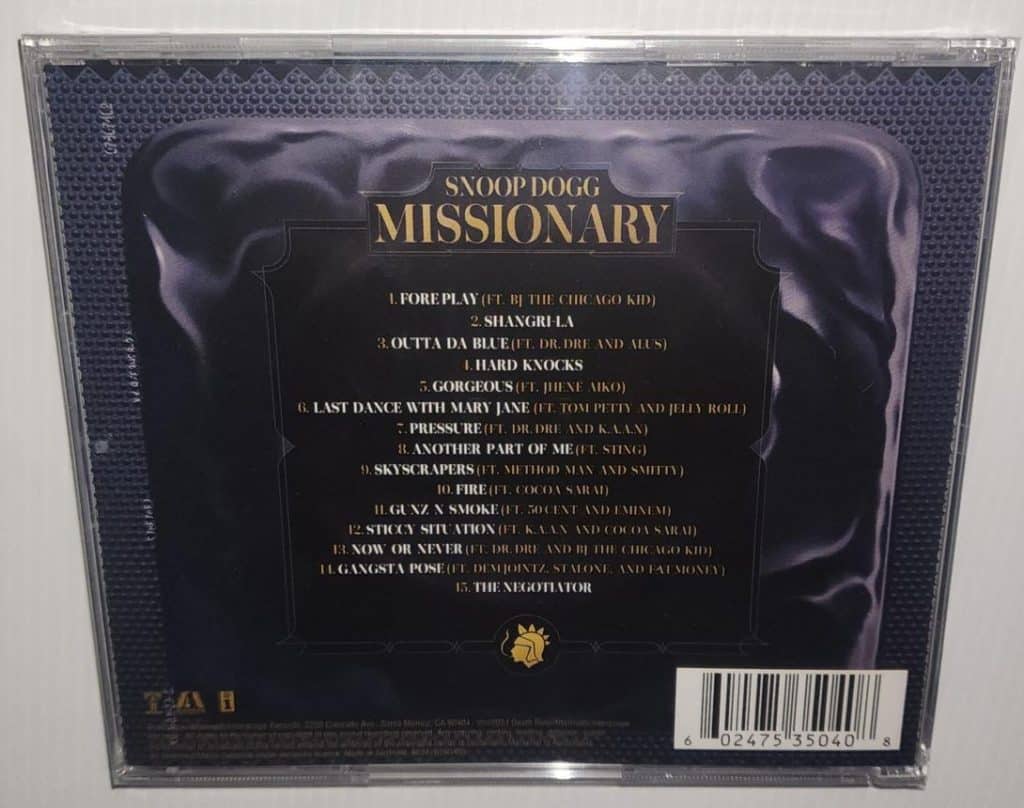 SNOOP DOGG
MISSIONARY
1. FORE PLAY (FT. BJ THE CHICAGO KID)
2. SHANGRI-LA
3. OUTTA DA BLUE (FT. DR. DRE AND ALUS)
4. HARD KNOCKS
5. GORGEOUS (FT. JHENÉ AIKO)
6. LAST DANCE WITH MARY JANE (FT. TOM PETTY AND JELLY ROLL)
7. PRESSURE (FT. DR. DRE AND K.A.A.N)
8. ANOTHER PART OF ME (FT. STING)
9. SKYSCRAPERS (FT. METHOD MAN AND SMITTY)
10. FIRE (FT. COCOA SARAI)
11. GUNZ N SMOKE (FT. 50 CENT AND EMINEM)
12. STICCY SITUATION (FT. K.A.A.N AND COCOA SARAI)
13. NOW OR NEVER (FT. DR. DRE AND BJ THE CHICAGO KID)
14. GANGSTA POSE (FT. DEM JOINTZ, STALONE, AND FAT MONEY)
15. THE NEGOTIATOR
6 02475 35040 8